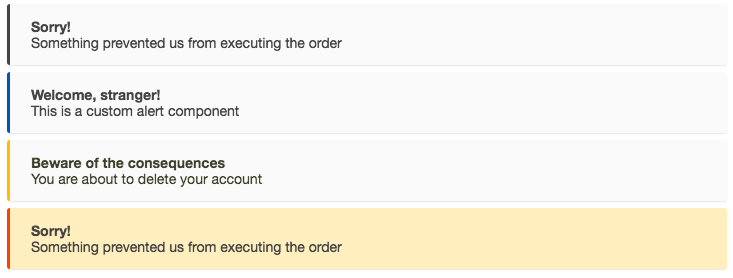 Sorry!
Something prevented us from executing the order
Welcome, stranger!
This is a custom alert component
Beware of the consequences
You are about to delete your account
Sorry!
Something prevented us from executing the order